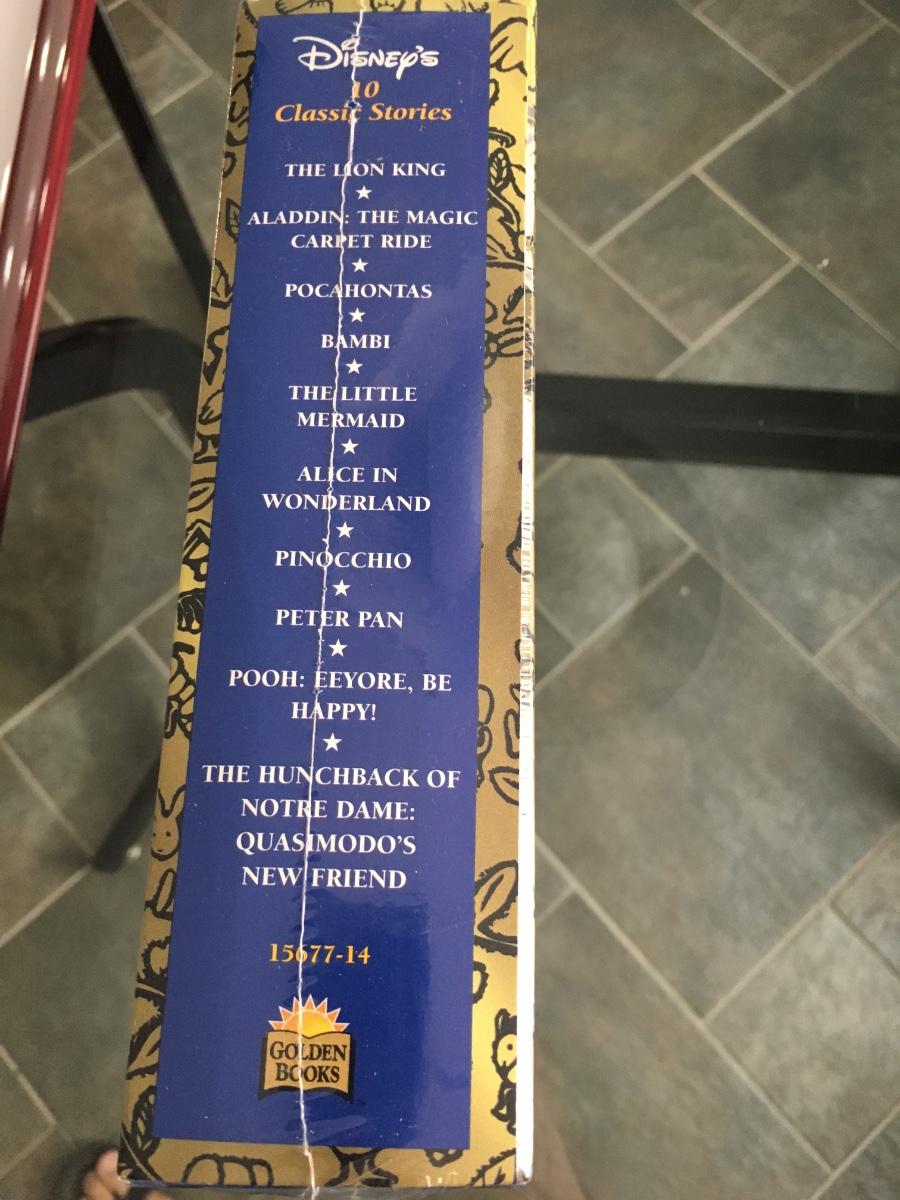 DISNEY'S
10
Classic Stories
THE LION KING
ALADDIN: THE MAGIC
CARPET RIDE
POCAHONTAS
BAMBI
THE LITTLE
MERMAID
ALICE IN
WONDERLAND
PINOCCHIO
PETER PAN
POOH: EEYORE, BE
HAPPY!
THE HUNCHBACK OF
NOTRE DAME:
QUASIMODO'S
NEW FRIEND
15677-14
GOLDEN
BOOKS